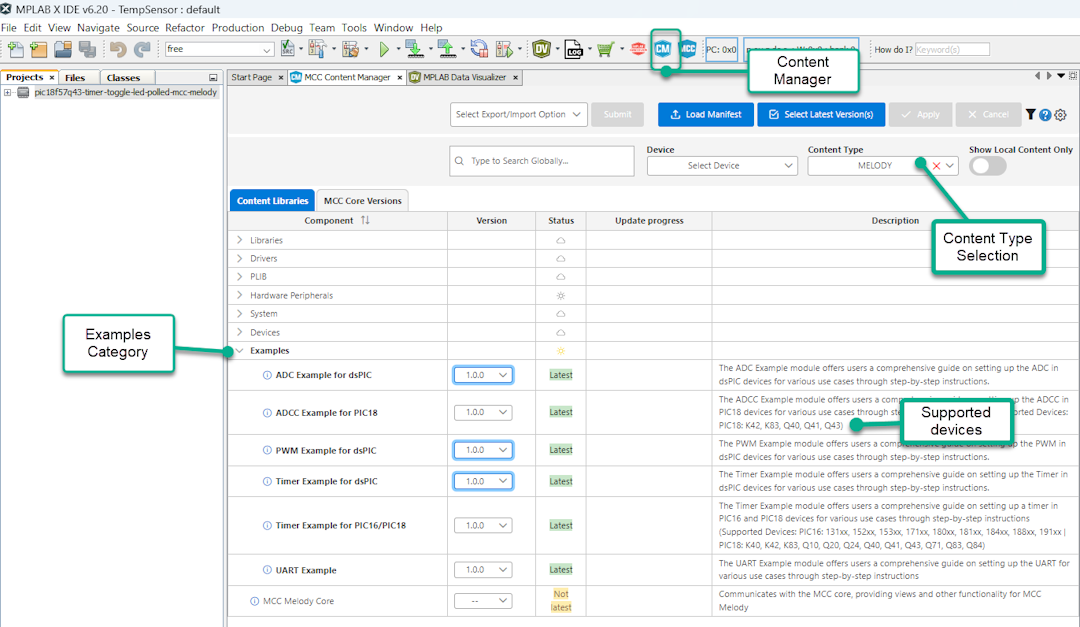 MPLAB X IDE v6.20 - TempSensor : default
File Edit View Navigate Source Refactor Production Debug Team Tools Window Help
free
PC: 0x0
How do I? Keyword(s)
Content
Manager
Projects Files Classes
Start Page MCC Content Manager MPLAB Data Visualizer
pic18f57q43-timer-toggle-led-polled-mcc-melody
Select Export/Import Option Submit Load Manifest Select Latest Version(s) Apply Cancel
Type to Search Globally...
Device
Select Device
Content Type
MELODY
Show Local Content Only
Content Type
Selection
Content Libraries MCC Core Versions
Component Version Status Update progress Description
Libraries
Drivers
PLIB
Hardware Peripherals
System
Devices
Examples
Examples
Category
ADC Example for dsPIC 1.0.0 Latest
The ADC Example module offers users a comprehensive guide on setting up the ADC in
dsPIC devices for various use cases through step-by-step instructions.
ADCC Example for PIC18 1.0.0 Latest
The ADCC Example module offers users a comprehensive guide on setting up the ADCC in
PIC18 devices for various use cases through
PIC18: K42, K83, Q40, Q41, Q43)
Supported
devices
PWM Example for dsPIC 1.0.0 Latest
The PWM Example module offers users a comprehensive guide on setting up the PWM in
dsPIC devices for various use cases through step-by-step instructions.
Timer Example for dsPIC 1.0.0 Latest
The Timer Example module offers users a comprehensive guide on setting up the Timer in
dsPIC devices for various use cases through step-by-step instructions.
Timer Example for PIC16/PIC18 1.0.0 Latest
The Timer Example module offers users a comprehensive guide on setting up a timer in
PIC16 and PIC18 devices for various use cases through step-by-step instructions
(Supported Devices: PIC16: 131xx, 152xx, 153xx, 171xx, 180xx, 181xx, 184xx, 188xx, 191xx |
PIC18: K40, K42, K83, Q10, Q20, Q24, Q40, Q41, Q43, Q71, Q83, Q84)
UART Example 1.0.0 Latest
The UART Example module offers users a comprehensive guide on setting up the UART for
various use cases through step-by-step instructions
MCC Melody Core -- Not
latest
Communicates with the MCC core, providing views and other functionality for MCC
Melody